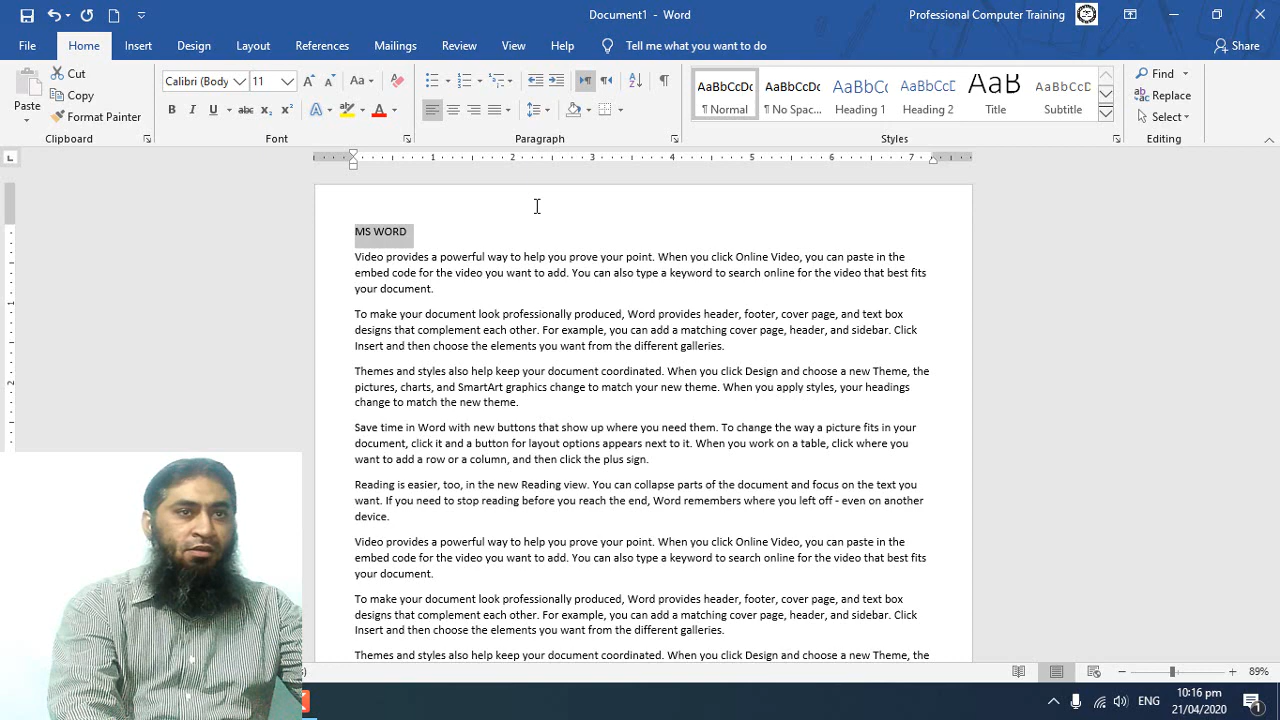 Document1 - Word
Professional Computer Training
File Home Insert Design Layout References Mailings Review View Help Tell me what you want to do Share
Paste
Cut
Copy
Format Painter
Calibri (Body 11
AaBbCcDc
¶ Normal
AaBbCcDc
¶ No Spac...
AaBbC
Heading 1
AaBbCcD
Heading 2
AaB
Title
AaBbCcD
Subtitle
Find
Replace
Select
Clipboard Font Paragraph Styles Editing
1 2 3 4 5 6 7
MS WORD
Video provides a powerful way to help you prove your point. When you click Online Video, you can paste in the
embed code for the video you want to add. You can also type a keyword to search online for the video that best fits
your document.
To make your document look professionally produced, Word provides header, footer, cover page, and text box
designs that complement each other. For example, you can add a matching cover page, header, and sidebar. Click
Insert and then choose the elements you want from the different galleries.
Themes and styles also help keep your document coordinated. When you click Design and choose a new Theme, the
pictures, charts, and SmartArt graphics change to match your new theme. When you apply styles, your headings
change to match the new theme.
Save time in Word with new buttons that show up where you need them. To change the way a picture fits in your
document, click it and a button for layout options appears next to it. When you work on a table, click where you
want to add a row or a column, and then click the plus sign.
Reading is easier, too, in the new Reading view. You can collapse parts of the document and focus on the text you
want. If you need to stop reading before you reach the end, Word remembers where you left off - even on another
device.
Video provides a powerful way to help you prove your point. When you click Online Video, you can paste in the
embed code for the video you want to add. You can also type a keyword to search online for the video that best fits
your document.
To make your document look professionally produced, Word provides header, footer, cover page, and text box
designs that complement each other. For example, you can add a matching cover page, header, and sidebar. Click
Insert and then choose the elements you want from the different galleries.
Themes and styles also help keep your document coordinated. When you click Design and choose a new Theme, the
89%
ENG
10:16 pm
21/04/2020
1